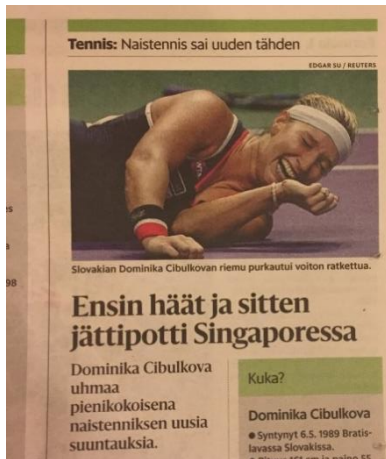 Tennis: Naistennis sai uuden tähden
EDGAR SU / REUTERS
Slovakian Dominika Cibulkovan riemu purkautui voiton ratkettua.
Ensin häät ja sitten
jättipotti Singaporessa
Dominika Cibulkova
uhmaa
pienikokoisena
naistenniksen uusia
suuntauksia.
Kuka?
Dominika Cibulkova
● Syntynyt 6.5. 1989 Bratis-
lavassa Slovakissa.
98